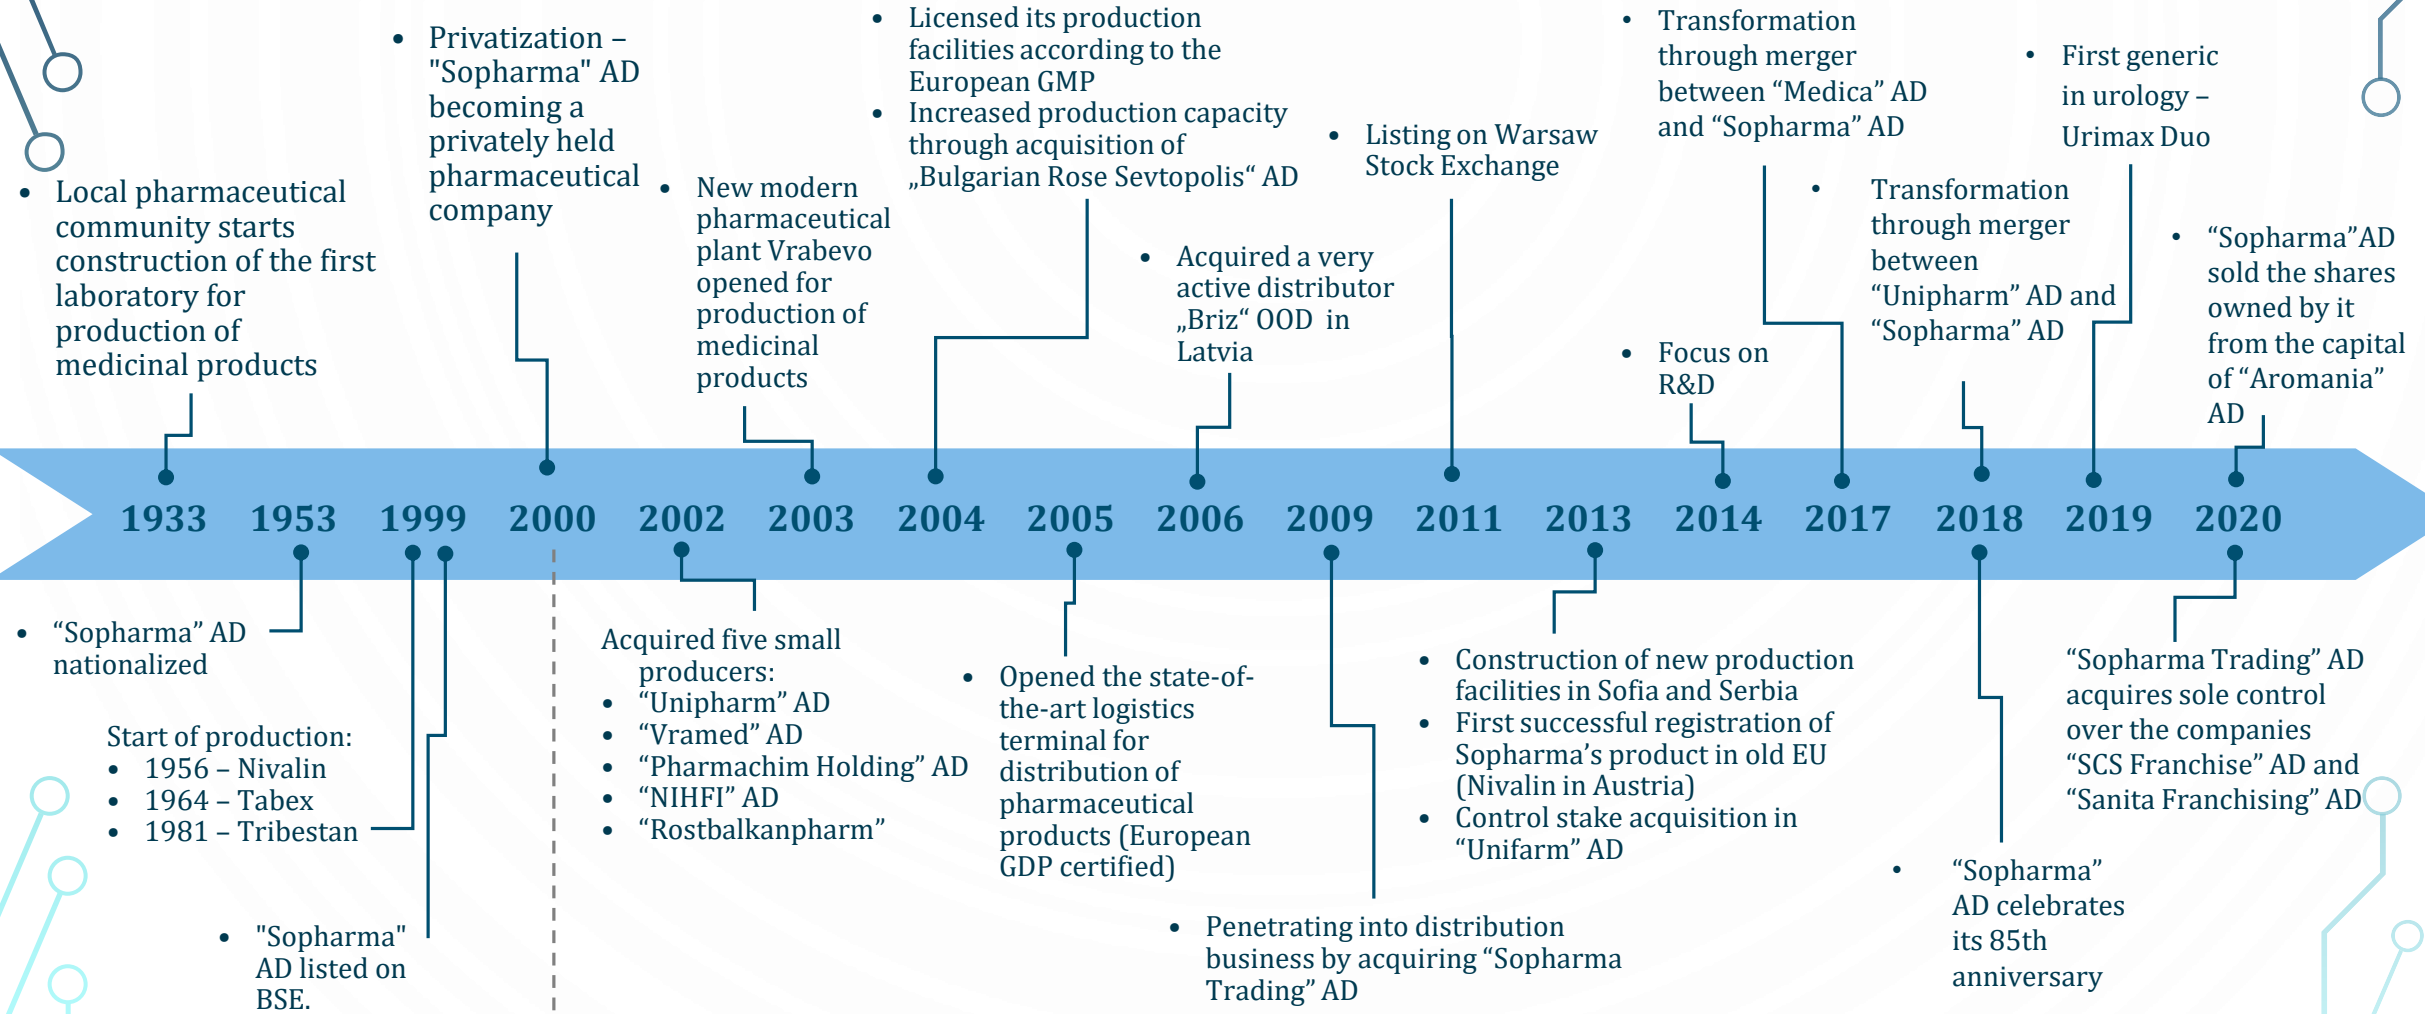 • Local pharmaceutical
community starts
construction of the first
laboratory for
production of
medicinal products
• Privatization –
"Sopharma" AD
becoming a
privately held
pharmaceutical
company
• New modern
pharmaceutical
plant Vrabevo
opened for
production of
medicinal
products
• Licensed its production
facilities according to the
European GMP
• Increased production capacity
through acquisition of
„Bulgarian Rose Sevtopolis“ AD
• Acquired a very
active distributor
„Briz“ OOD in
Latvia
• Listing on Warsaw
Stock Exchange
• Focus on
R&D
• Transformation
through merger
between “Medica” AD
and “Sopharma” AD
• Transformation
through merger
between
“Unipharm” AD and
“Sopharma” AD
• First generic
in urology –
Urimax Duo
• “Sopharma”AD
sold the shares
owned by it
from the capital
of “Aromania”
AD
1933 1953 1999 2000 2002 2003 2004 2005 2006 2009 2011 2013 2014 2017 2018 2019 2020
• “Sopharma” AD
nationalized
Start of production:
• 1956 – Nivalin
• 1964 – Tabex
• 1981 – Tribestan
• "Sopharma"
AD listed on
BSE.
Acquired five small
producers:
• “Unipharm” AD
• “Vramed” AD
• “Pharmachim Holding” AD
• “NIHFI” AD
• “Rostbalkanpharm”
• Opened the state-of-
the-art logistics
terminal for
distribution of
pharmaceutical
products (European
GDP certified)
• Penetrating into distribution
business by acquiring “Sopharma
Trading” AD
• Construction of new production
facilities in Sofia and Serbia
• First successful registration of
Sopharma’s product in old EU
(Nivalin in Austria)
• Control stake acquisition in
“Unifarm” AD
• “Sopharma”
AD celebrates
its 85th
anniversary
“Sopharma Trading” AD
acquires sole control
over the companies
“SCS Franchise” AD and
“Sanita Franchising” AD